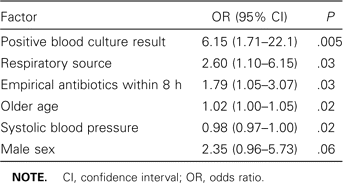 Factor OR (95% CI) P
Positive blood culture result 6.15 (1.71–22.1) .005
Respiratory source 2.60 (1.10–6.15) .03
Empirical antibiotics within 8 h 1.79 (1.05–3.07) .03
Older age 1.02 (1.00–1.05) .02
Systolic blood pressure 0.98 (0.97–1.00) .02
Male sex 2.35 (0.96–5.73) .06
NOTE. CI, confidence interval; OR, odds ratio.